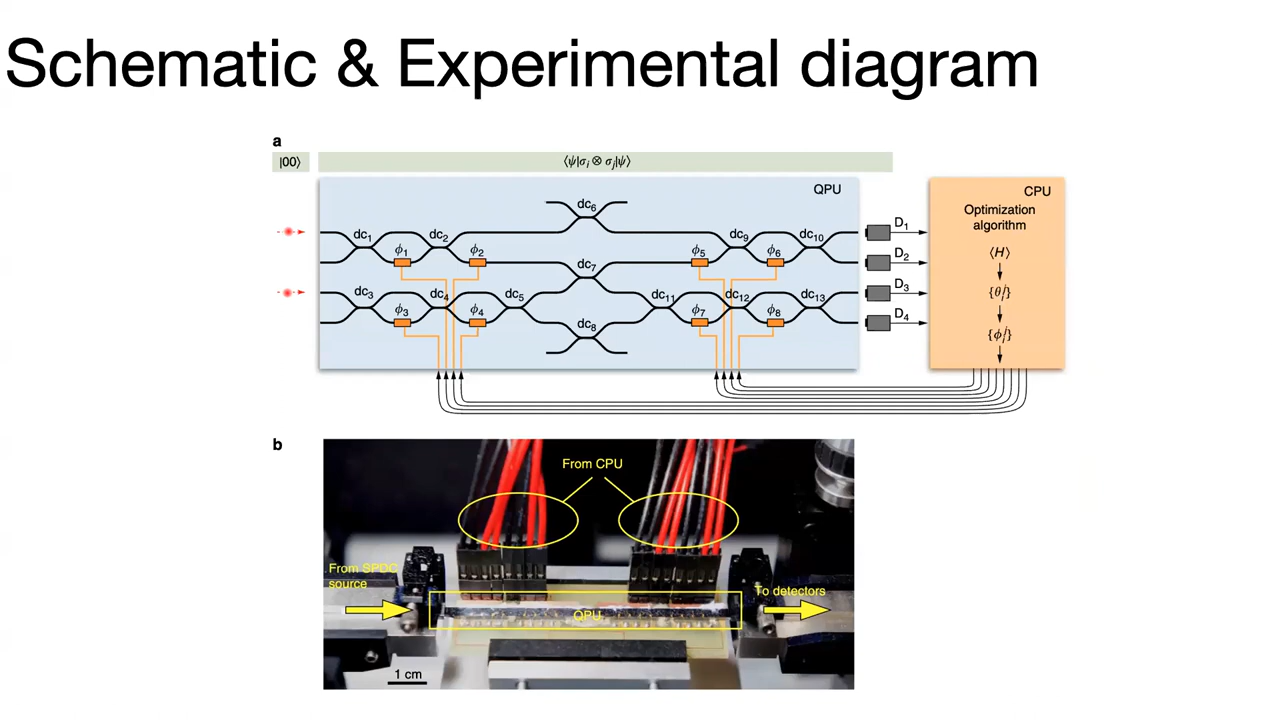 Schematic & Experimental diagram
a
|00⟩
⟨ψ|σᵢ ⊗ σⱼ|ψ⟩
QPU
CPU
Optimization
algorithm
⟨H⟩
{θᵢʲ}
{ϕᵢʲ}
dc₆
dc₁ dc₂ dc₉ dc₁₀
ϕ₁ ϕ₂ ϕ₅ ϕ₆
dc₇
dc₃ dc₄ dc₅ dc₁₁ dc₁₂ dc₁₃
ϕ₃ ϕ₄ ϕ₇ ϕ₈
dc₈
D₁
D₂
D₃
D₄
b
From CPU
From SPDC
source
QPU
To detectors
1 cm